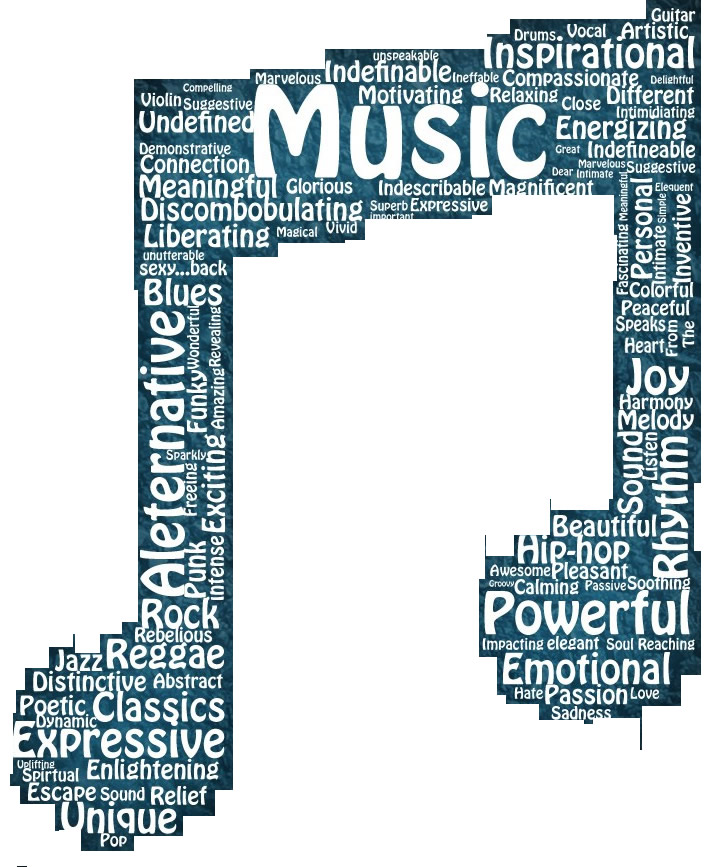 Guitar
Drums Vocal Artistic
Inspirational
unspeakable
Marvelous Indefinable Ineffable Compassionate Delightful
Compelling
Violin Suggestive
Motivating Relaxing Close Different
Intimidiating
Undefined Music Energizing
Demonstrative
Great Indefineable
Connection
Marvelous
Dear Intimate Suggestive
Meaningful Glorious Indescribable Magnificent
Discombobulating Superb Expressive
important
Liberating Magical Vivid
unutterable
sexy...back
Blues
Aleternative
Wonderful
Revealing
Funky
Amazing
Sparkly
Freeing
Exciting
Punk
Intense
Rock
Rebelious
Jazz Reggae
Distinctive Abstract
Poetic Classics
Dynamic
Expressive
Uplifting
Spirtual Enlightening
Escape Sound Relief
Unique
Pop
Fascinating
Meaningful
Personal
Elequent
Intimate
Simple
Inventive
Colorful
Peaceful
Speaks
From
The
Heart
Joy
Harmony
Melody
Sound
Listen
Rhythm
Beautiful
Hip-hop
Awesome Pleasant
Groovy Calming Passive Soothing
Powerful
Impacting elegant Soul Reaching
Emotional
Hate Passion Love
Sadness